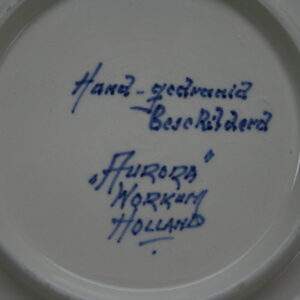 Hand-gedraaid
Beschilderd
„AURORA"
WORKUM
HOLLAND